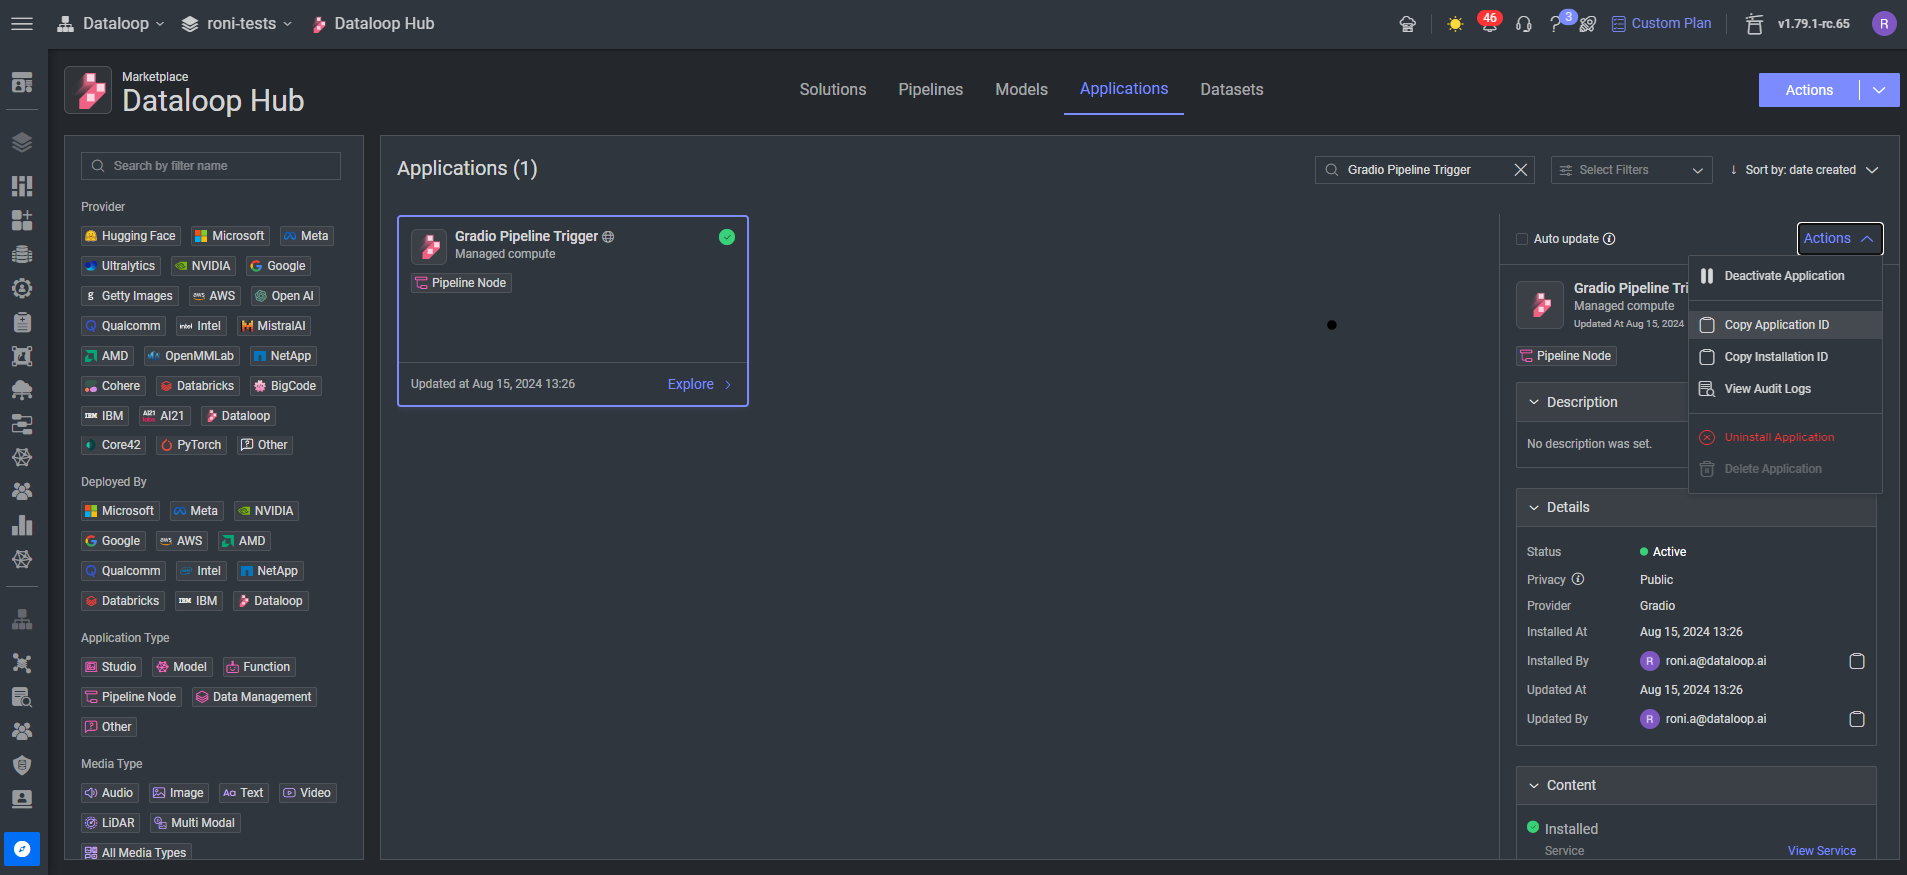 Dataloop
roni-tests
Dataloop Hub
46
3
Custom Plan
v1.79.1-rc.65
R
Marketplace
Dataloop Hub
Solutions
Pipelines
Models
Applications
Datasets
Actions
Search by filter name
Provider
Hugging Face
Microsoft
Meta
Ultralytics
NVIDIA
Google
Getty Images
AWS
Open AI
Qualcomm
Intel
MistralAI
AMD
OpenMMLab
NetApp
Cohere
Databricks
BigCode
IBM
AI21
Dataloop
Core42
PyTorch
Other
Deployed By
Microsoft
Meta
NVIDIA
Google
AWS
AMD
Qualcomm
Intel
NetApp
Databricks
IBM
Dataloop
Application Type
Studio
Model
Function
Pipeline Node
Data Management
Other
Media Type
Audio
Image
Text
Video
LiDAR
Multi Modal
All Media Types
Applications (1)
Gradio Pipeline Trigger
Select Filters
Sort by: date created
Gradio Pipeline Trigger
Managed compute
Pipeline Node
Updated at Aug 15, 2024 13:26
Explore
Auto update
Actions
Deactivate Application
Copy Application ID
Copy Installation ID
View Audit Logs
Uninstall Application
Delete Application
Gradio Pipeline Tri
Managed compute
Updated At Aug 15, 2024
Pipeline Node
Description
No description was set.
Details
Status
Active
Privacy
Public
Provider
Gradio
Installed At
Aug 15, 2024 13:26
Installed By
R
roni.a@dataloop.ai
Updated At
Aug 15, 2024 13:26
Updated By
R
roni.a@dataloop.ai
Content
Installed
Service
View Service